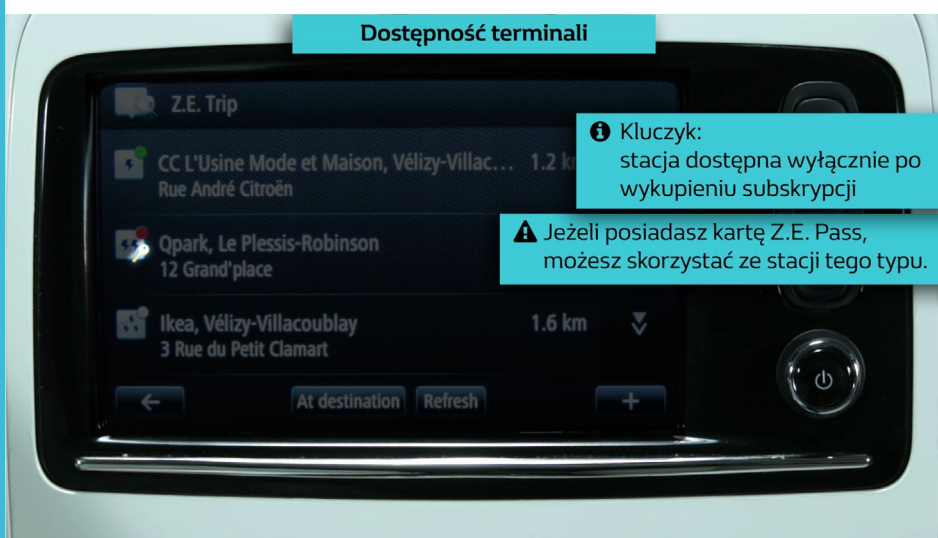 Dostępność terminali
Z.E. Trip
Kluczyk:
stacja dostępna wyłącznie po
wykupieniu subskrypcji
CC L'Usine Mode et Maison, Vélizy-Villac... 1.2 k
Rue André Citroën
Jeżeli posiadasz kartę Z.E. Pass,
możesz skorzystać ze stacji tego typu.
Qpark, Le Plessis-Robinson
12 Grand'place
Ikea, Vélizy-Villacoublay 1.6 km
3 Rue du Petit Clamart
At destination Refresh +